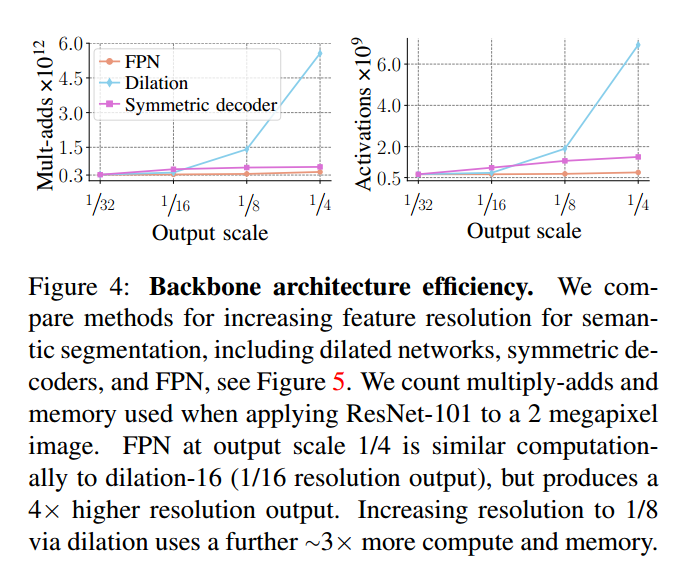 Mult-adds ×10¹²
6.0
4.5
3.0
1.5
0.3
FPN
Dilation
Symmetric decoder
1/32 1/16 1/8 1/4
Output scale
Activations ×10⁹
6.0
4.0
2.0
0.5
1/32 1/16 1/8 1/4
Output scale
Figure 4: Backbone architecture efficiency. We com-
pare methods for increasing feature resolution for seman-
tic segmentation, including dilated networks, symmetric de-
coders, and FPN, see Figure 5. We count multiply-adds and
memory used when applying ResNet-101 to a 2 megapixel
image. FPN at output scale 1/4 is similar computation-
ally to dilation-16 (1/16 resolution output), but produces a
4× higher resolution output. Increasing resolution to 1/8
via dilation uses a further ∼3× more compute and memory.